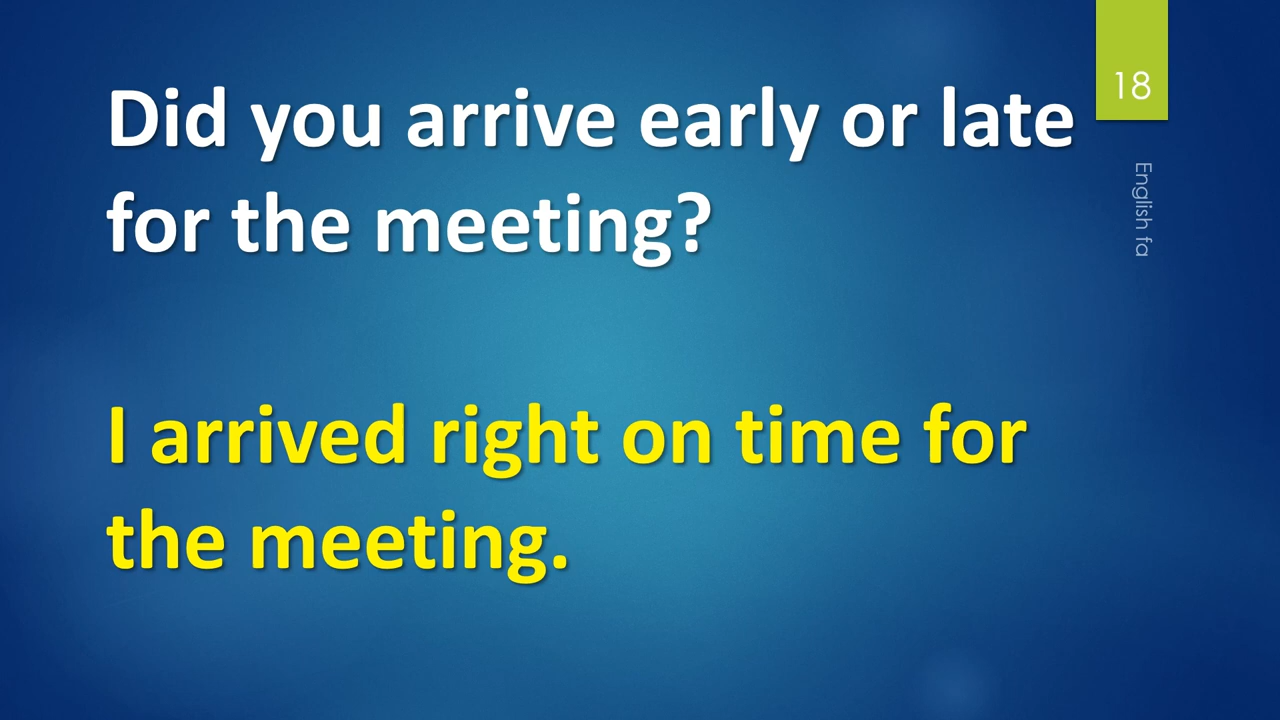 Did you arrive early or late
for the meeting?
I arrived right on time for
the meeting.
18
English fa